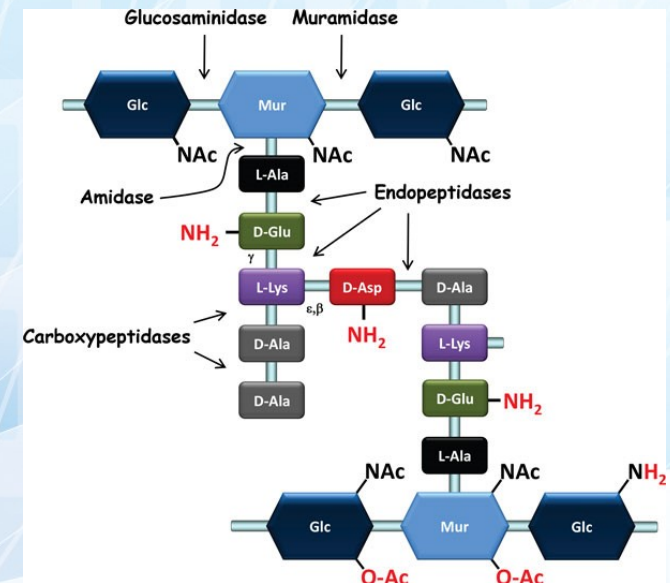 Glucosaminidase Muramidase
Glc Mur Glc
NAc NAc NAc
L-Ala
Amidase Endopeptidases
NH₂ D-Glu
γ
L-Lys D-Asp D-Ala
ε,β
NH₂
Carboxypeptidases
D-Ala L-Lys
D-Ala D-Glu NH₂
L-Ala
NAc NAc NH₂
Glc Mur Glc
O-Ac O-Ac